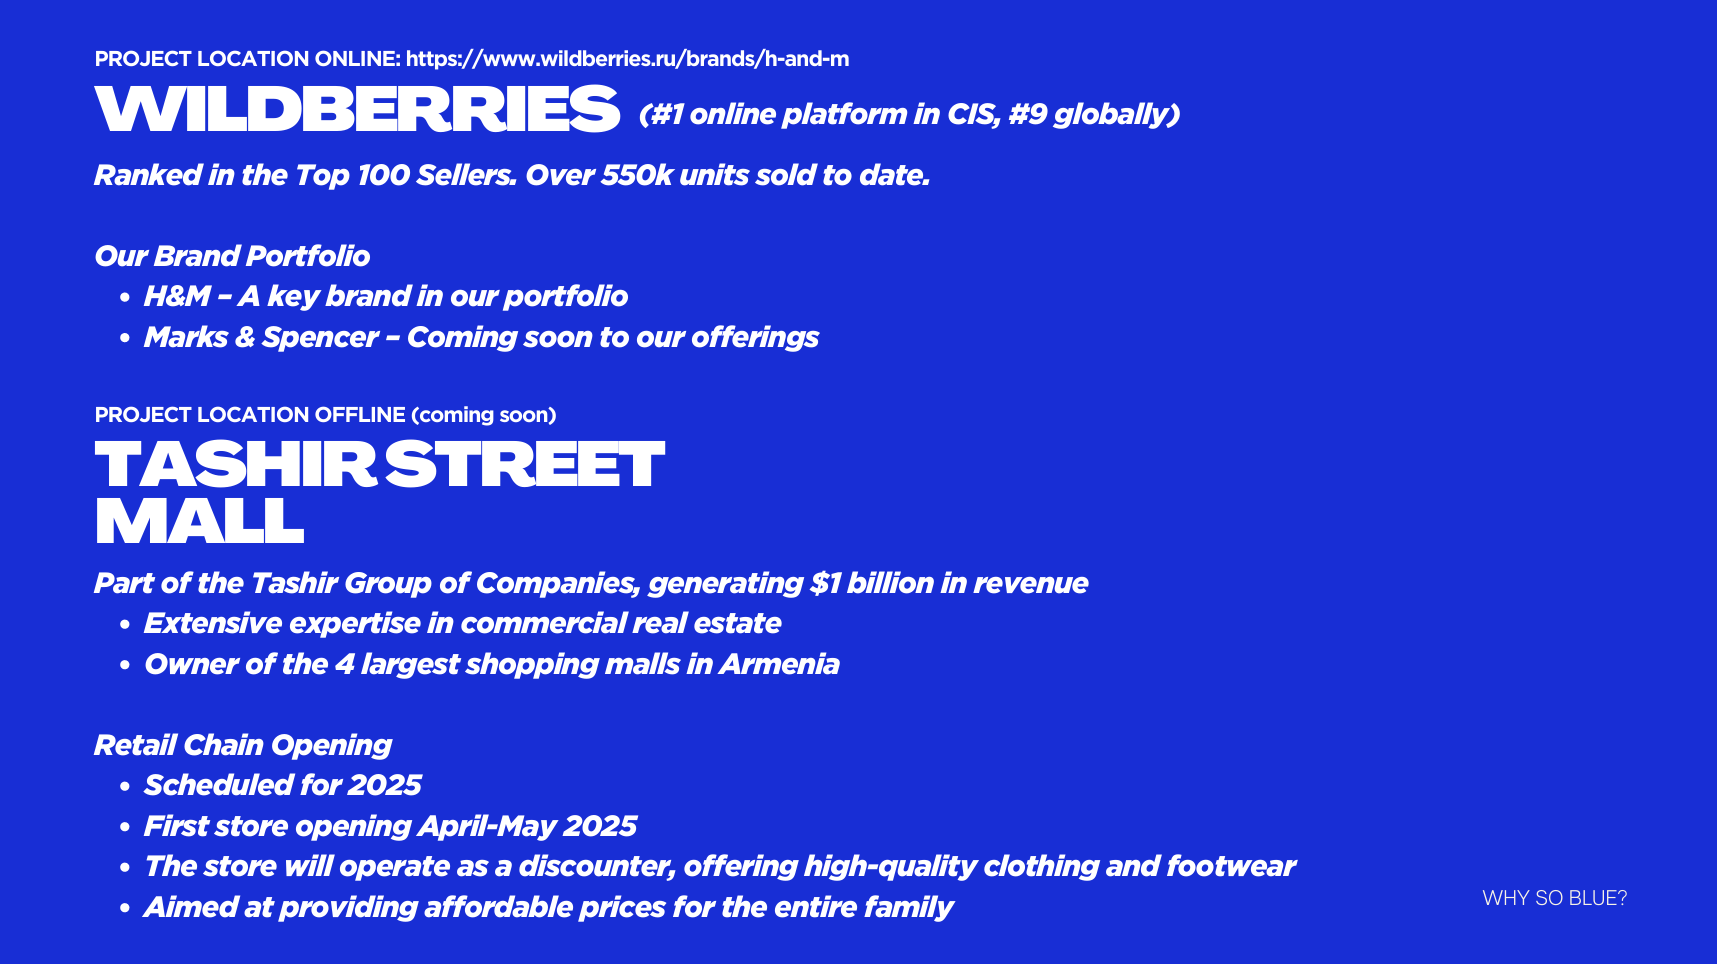 PROJECT LOCATION ONLINE: https://www.wildberries.ru/brands/h-and-m
WILDBERRIES (#1 online platform in CIS, #9 globally)
Ranked in the Top 100 Sellers. Over 550k units sold to date.
Our Brand Portfolio
• H&M – A key brand in our portfolio
• Marks & Spencer – Coming soon to our offerings
PROJECT LOCATION OFFLINE (coming soon)
TASHIR STREET
MALL
Part of the Tashir Group of Companies, generating $1 billion in revenue
• Extensive expertise in commercial real estate
• Owner of the 4 largest shopping malls in Armenia
Retail Chain Opening
• Scheduled for 2025
• First store opening April-May 2025
• The store will operate as a discounter, offering high-quality clothing and footwear
• Aimed at providing affordable prices for the entire family
WHY SO BLUE?